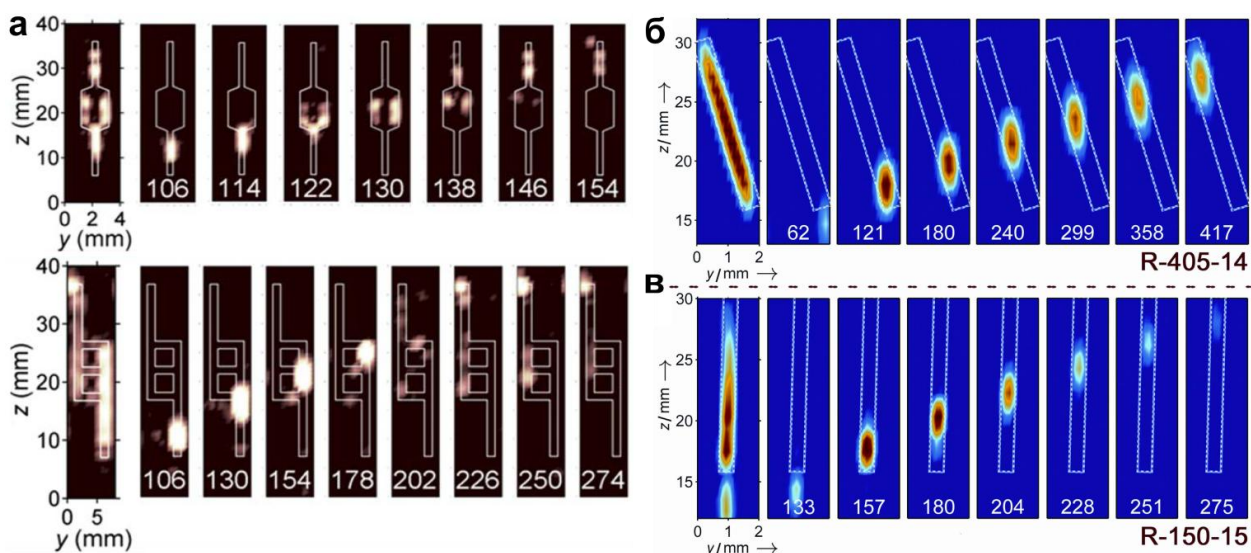 а
40
30
20
10
0
z (mm)
106 114 122 130 138 146 154
0 2 4
y (mm)
40
30
20
10
0
z (mm)
106 130 154 178 202 226 250 274
0 5
y (mm)
б
30
25
20
15
z/mm →
62 121 180 240 299 358 417
0 1 2
y/mm →
R-405-14
в
30
25
20
15
z/mm →
133 157 180 204 228 251 275
0 1 2
y/mm →
R-150-15